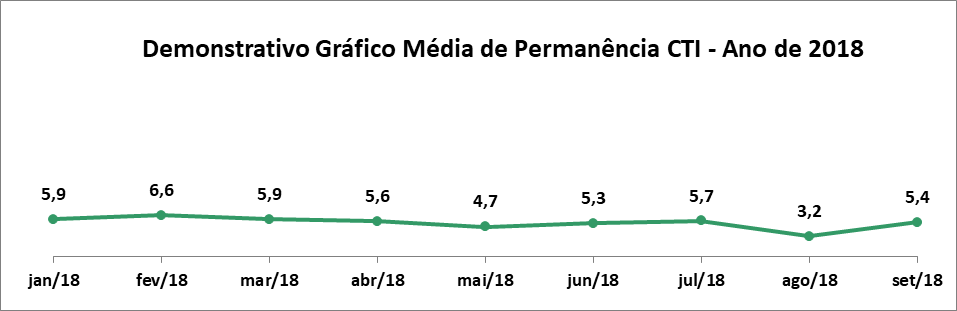 Demonstrativo Gráfico Média de Permanência CTI - Ano de 2018
5,9 6,6 5,9 5,6 4,7 5,3 5,7 3,2 5,4
jan/18 fev/18 mar/18 abr/18 mai/18 jun/18 jul/18 ago/18 set/18